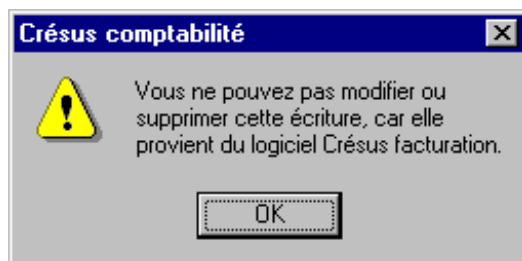 Crésus comptabilité
Vous ne pouvez pas modifier ou
supprimer cette écriture, car elle
provient du logiciel Crésus facturation.
OK